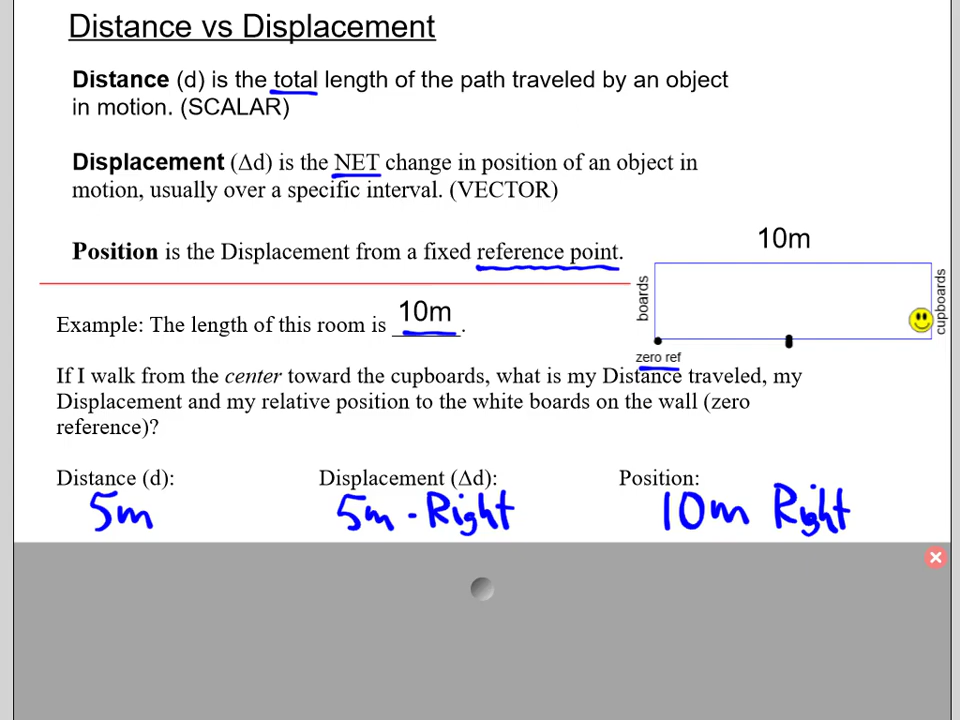 Distance vs Displacement
Distance (d) is the total length of the path traveled by an object
in motion. (SCALAR)
Displacement (Δd) is the NET change in position of an object in
motion, usually over a specific interval. (VECTOR)
Position is the Displacement from a fixed reference point.
10m
boards
cupboards
zero ref
Example: The length of this room is 10m.
If I walk from the center toward the cupboards, what is my Distance traveled, my
Displacement and my relative position to the white boards on the wall (zero
reference)?
Distance (d): Displacement (Δd): Position:
5m 5m - Right 10m Right